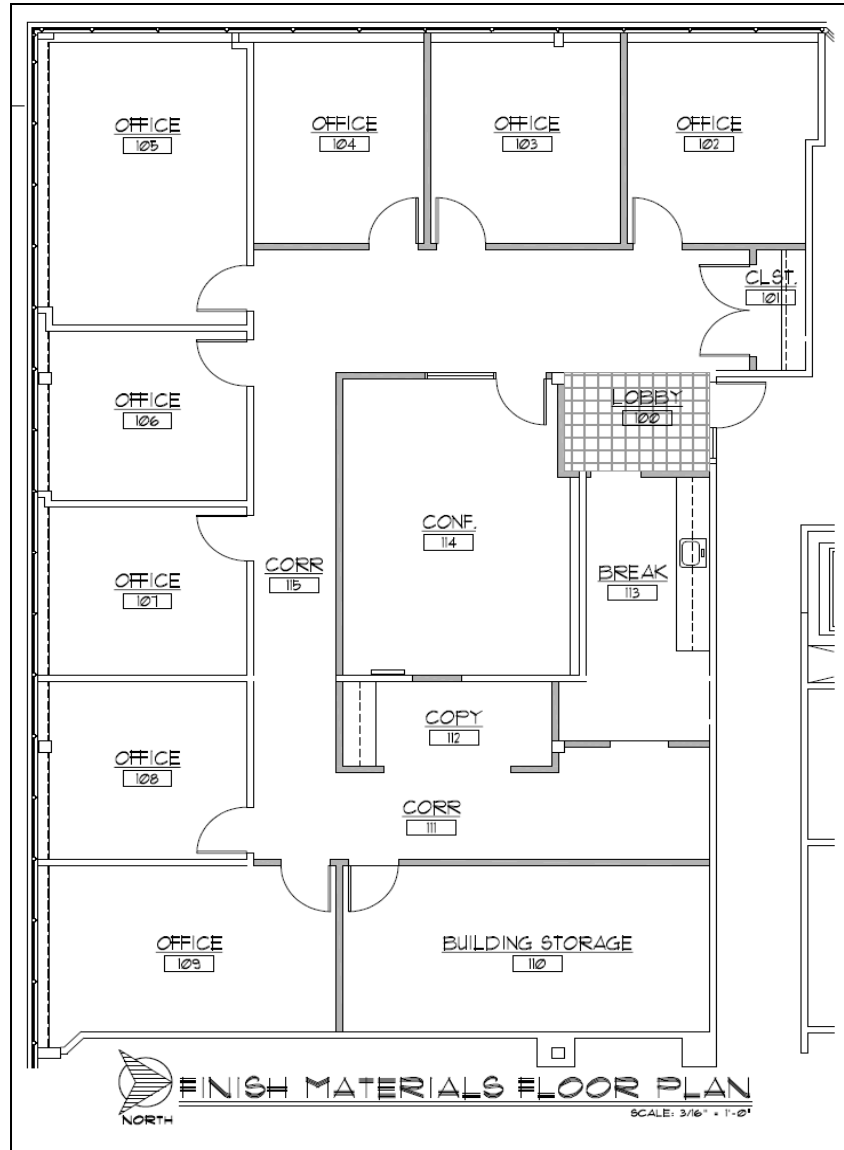 OFFICE
105
OFFICE
104
OFFICE
103
OFFICE
102
CLST.
101
OFFICE
106
LOBBY
100
CONF.
114
CORR
115
BREAK
113
OFFICE
107
OFFICE
108
COPY
112
CORR
111
OFFICE
109
BUILDING STORAGE
110
FINISH MATERIALS FLOOR PLAN
NORTH
SCALE: 3/16" = 1'-0"